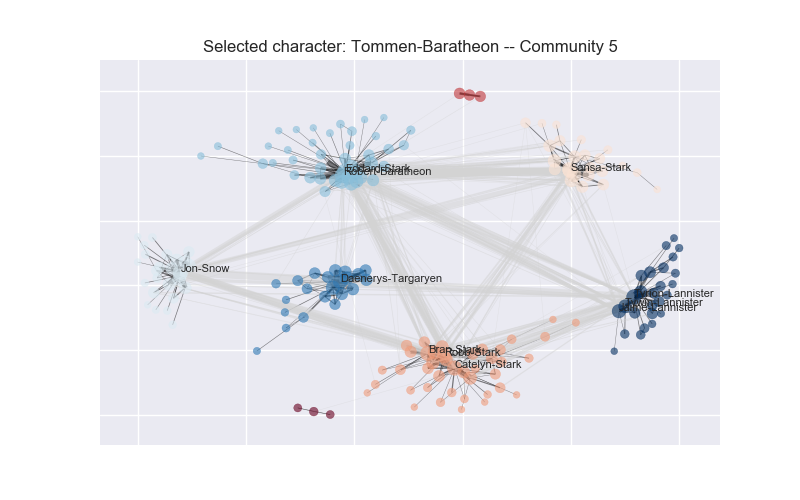 Selected character: Tommen-Baratheon -- Community 5
Eddard-Stark
Robert-Baratheon
Sansa-Stark
Jon-Snow
Daenerys-Targaryen
Tyrion-Lannister
Tywin-Lannister
Jaime-Lannister
Bran-Stark
Robb-Stark
Catelyn-Stark